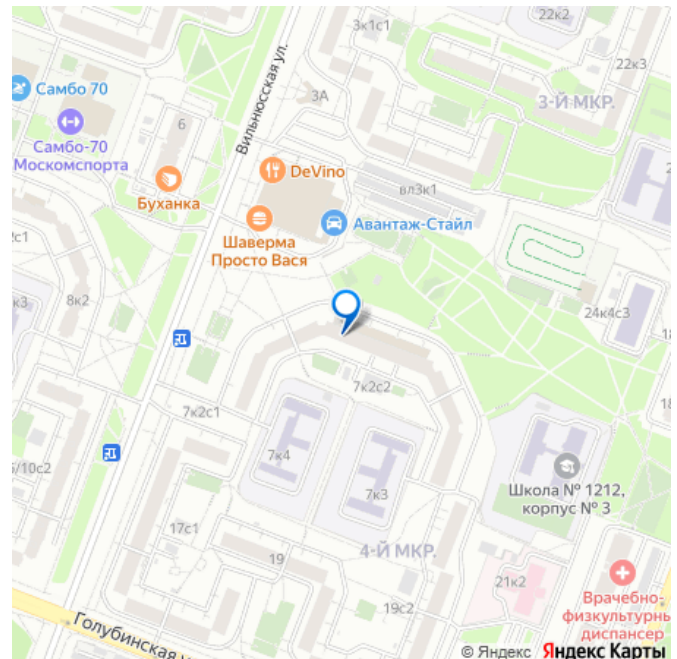 22к2
3к1с1
22к3
Самбо 70
3А
3-Й МКР.
Вильнюсская ул.
6
Самбо-70
Москомспорта
DeVino
Буханка
вл3к1
Шаверма
Просто Вася
Авантаж-Стайл
8к2
24к4с3
7к2с2
7к2с1
7к4
7к3
Школа № 1212,
корпус № 3
17с1
4-Й МКР.
19
21к2
19с2
Врачебно-
физкультурны
диспансер
Голубинская у
© Яндекс Яндекс Карты